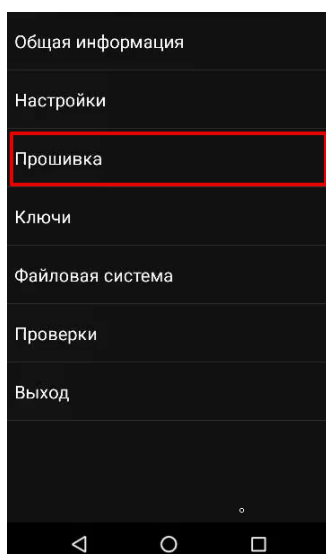 Общая информация
Настройки
Прошивка
Ключи
Файловая система
Проверки
Выход